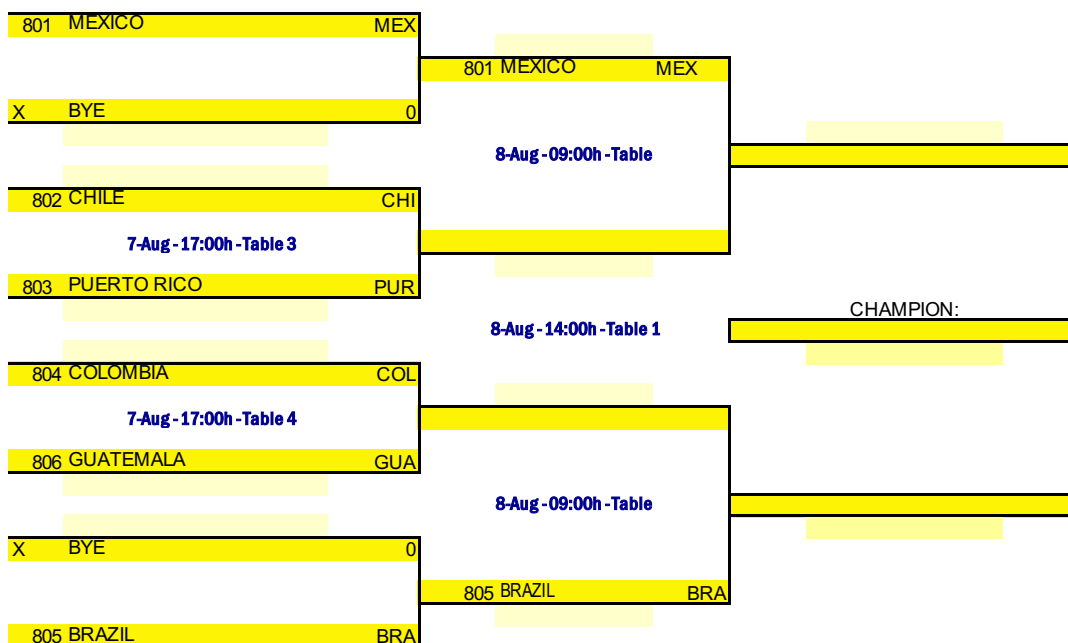 801 MEXICO MEX
801 MEXICO MEX
X BYE 0
8-Aug - 09:00h - Table
802 CHILE CHI
7-Aug - 17:00h - Table 3
803 PUERTO RICO PUR
CHAMPION:
8-Aug - 14:00h - Table 1
804 COLOMBIA COL
7-Aug - 17:00h - Table 4
806 GUATEMALA GUA
8-Aug - 09:00h - Table
X BYE 0
805 BRAZIL BRA
805 BRAZIL BRA